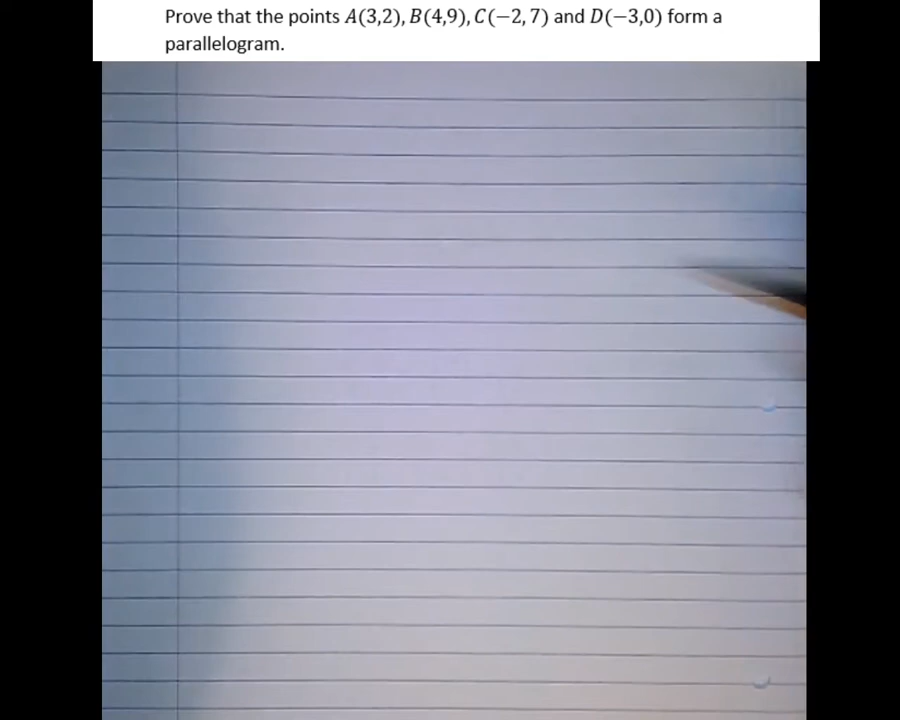 Prove that the points A(3,2), B(4,9), C(−2, 7) and D(−3,0) form a
parallelogram.